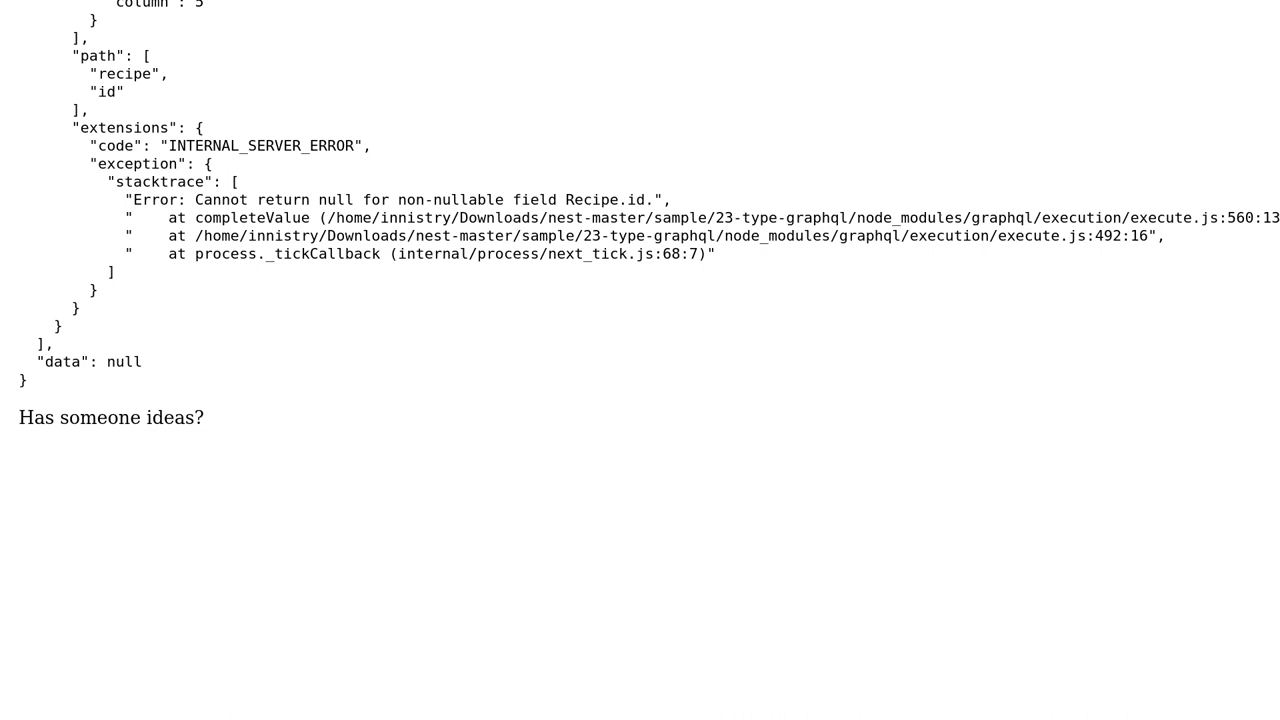 "column": 5
}
],
"path": [
"recipe",
"id"
],
"extensions": {
"code": "INTERNAL_SERVER_ERROR",
"exception": {
"stacktrace": [
"Error: Cannot return null for non-nullable field Recipe.id.",
"    at completeValue (/home/innistry/Downloads/nest-master/sample/23-type-graphql/node_modules/graphql/execution/execute.js:560:13
"    at /home/innistry/Downloads/nest-master/sample/23-type-graphql/node_modules/graphql/execution/execute.js:492:16",
"    at process._tickCallback (internal/process/next_tick.js:68:7)"
]
}
}
}
],
"data": null
}
Has someone ideas?